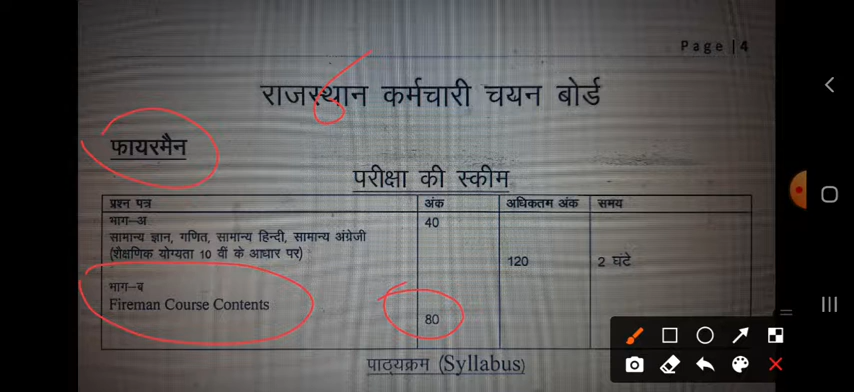 Page | 4
राजस्थान कर्मचारी चयन बोर्ड
फायरमैन
परीक्षा की स्कीम
प्रश्न पत्र अंक अधिकतम अंक समय
भाग–अ 40
सामान्य ज्ञान, गणित, सामान्य हिन्दी, सामान्य अंग्रेजी
(शैक्षणिक योग्यता 10 वीं के आधार पर)
120 2 घंटे
भाग–ब
Fireman Course Contents
80
पाठ्यक्रम (Syllabus)